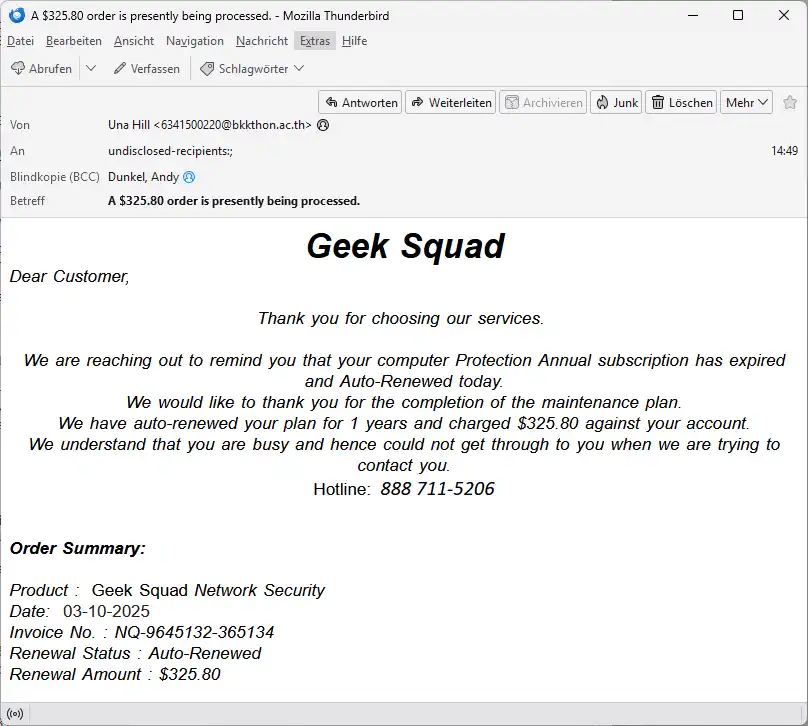 A $325.80 order is presently being processed. - Mozilla Thunderbird
Datei Bearbeiten Ansicht Navigation Nachricht Extras Hilfe
Abrufen Verfassen Schlagwörter
Antworten Weiterleiten Archivieren Junk Löschen Mehr
Von Una Hill <6341500220@bkkthon.ac.th>
An undisclosed-recipients:; 14:49
Blindkopie (BCC) Dunkel, Andy
Betreff A $325.80 order is presently being processed.
Geek Squad
Dear Customer,
Thank you for choosing our services.
We are reaching out to remind you that your computer Protection Annual subscription has expired
and Auto-Renewed today.
We would like to thank you for the completion of the maintenance plan.
We have auto-renewed your plan for 1 years and charged $325.80 against your account.
We understand that you are busy and hence could not get through to you when we are trying to
contact you.
Hotline: 888 711-5206
Order Summary:
Product : Geek Squad Network Security
Date: 03-10-2025
Invoice No. : NQ-9645132-365134
Renewal Status : Auto-Renewed
Renewal Amount : $325.80